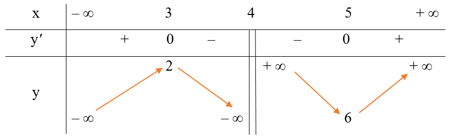 x − ∞ 3 4 5 + ∞
y′ + 0 − − 0 +
2 + ∞ + ∞
y
− ∞ − ∞ 6